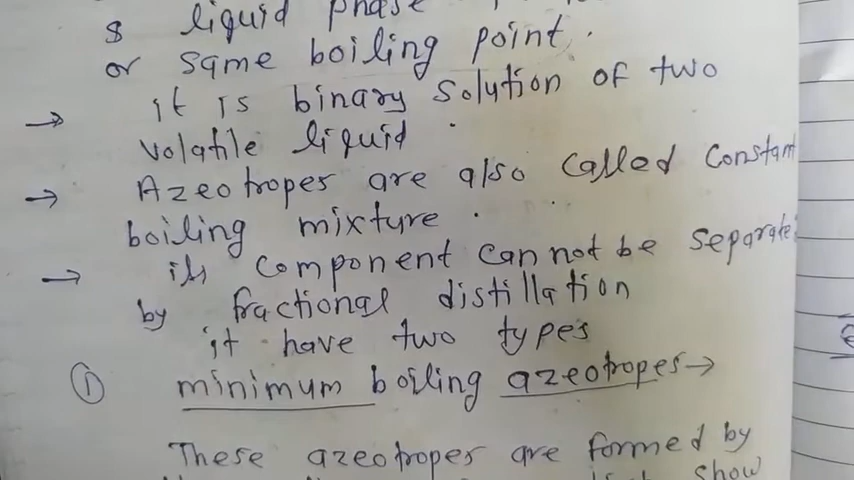 & liquid phase
or same boiling point.
→ it is binary solution of two
volatile liquid.
→ Azeotropes are also called Constant
boiling mixture.
→ its component can not be separate
by fractional distillation
it have two types
① minimum boiling azeotropes →
These azeotropes are formed by
show